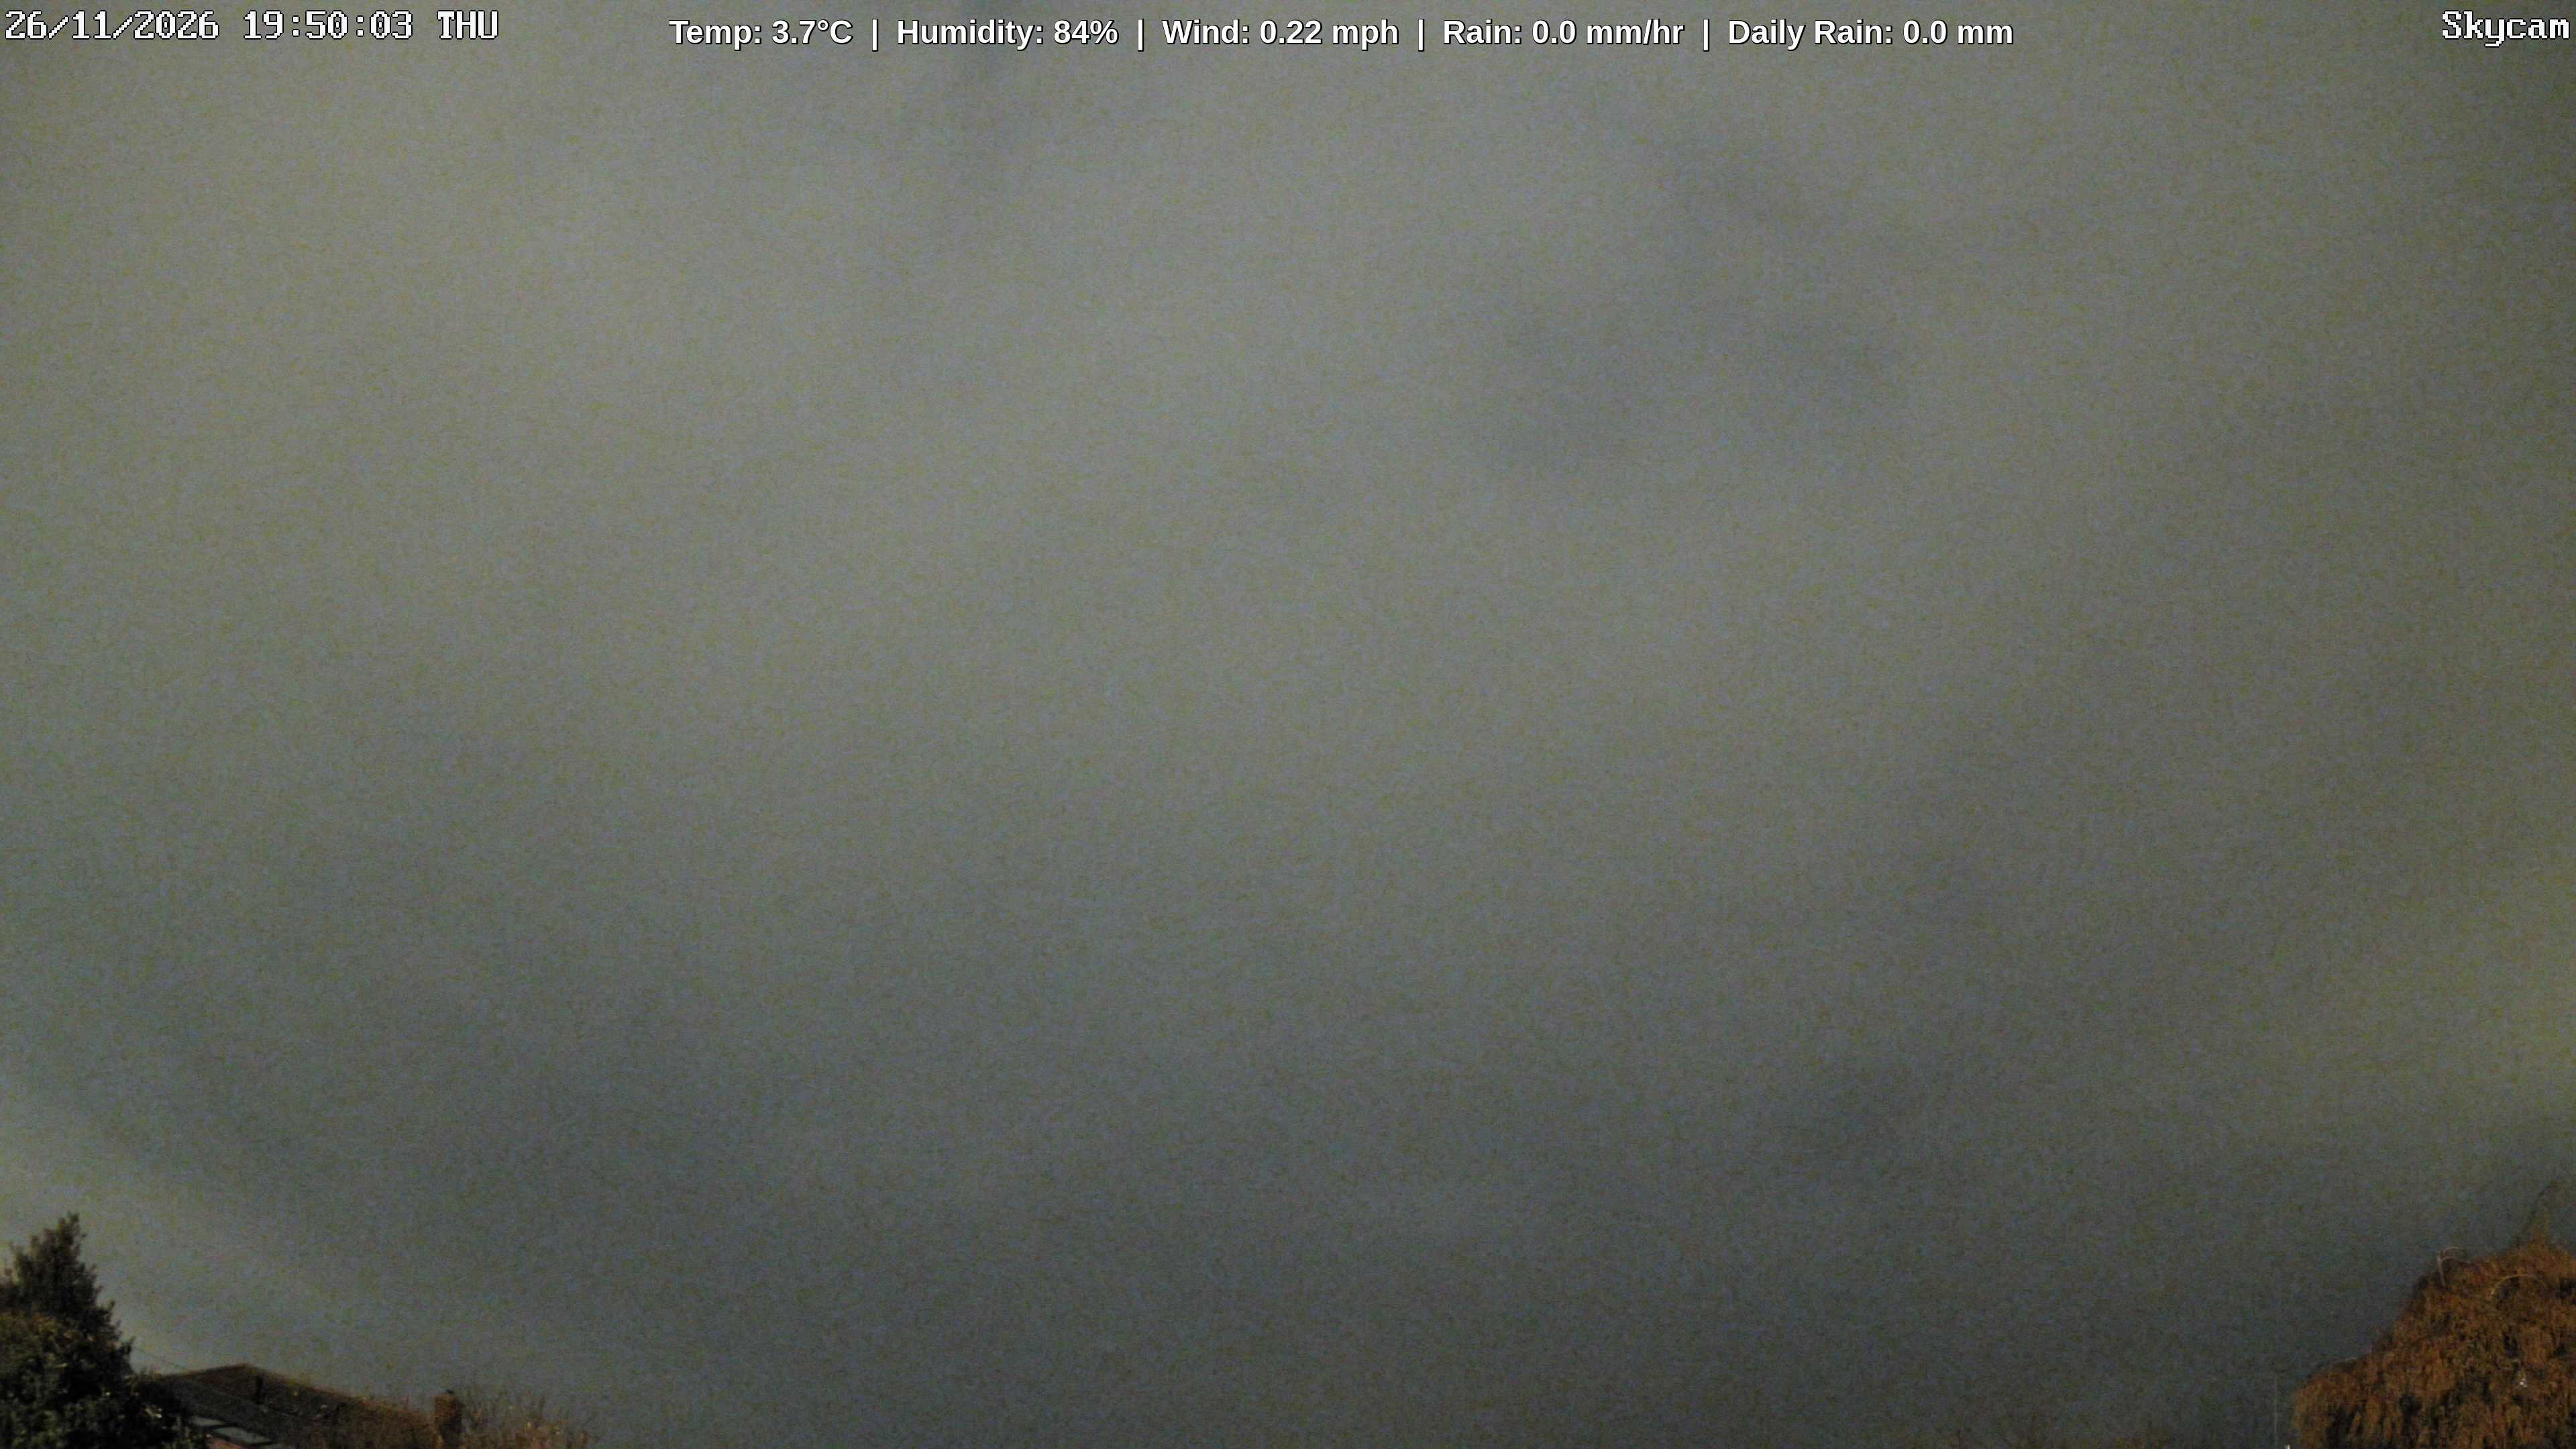 26/11/2026 19:50:03 THU
Temp: 3.7°C | Humidity: 84% | Wind: 0.22 mph | Rain: 0.0 mm/hr | Daily Rain: 0.0 mm
Skycam